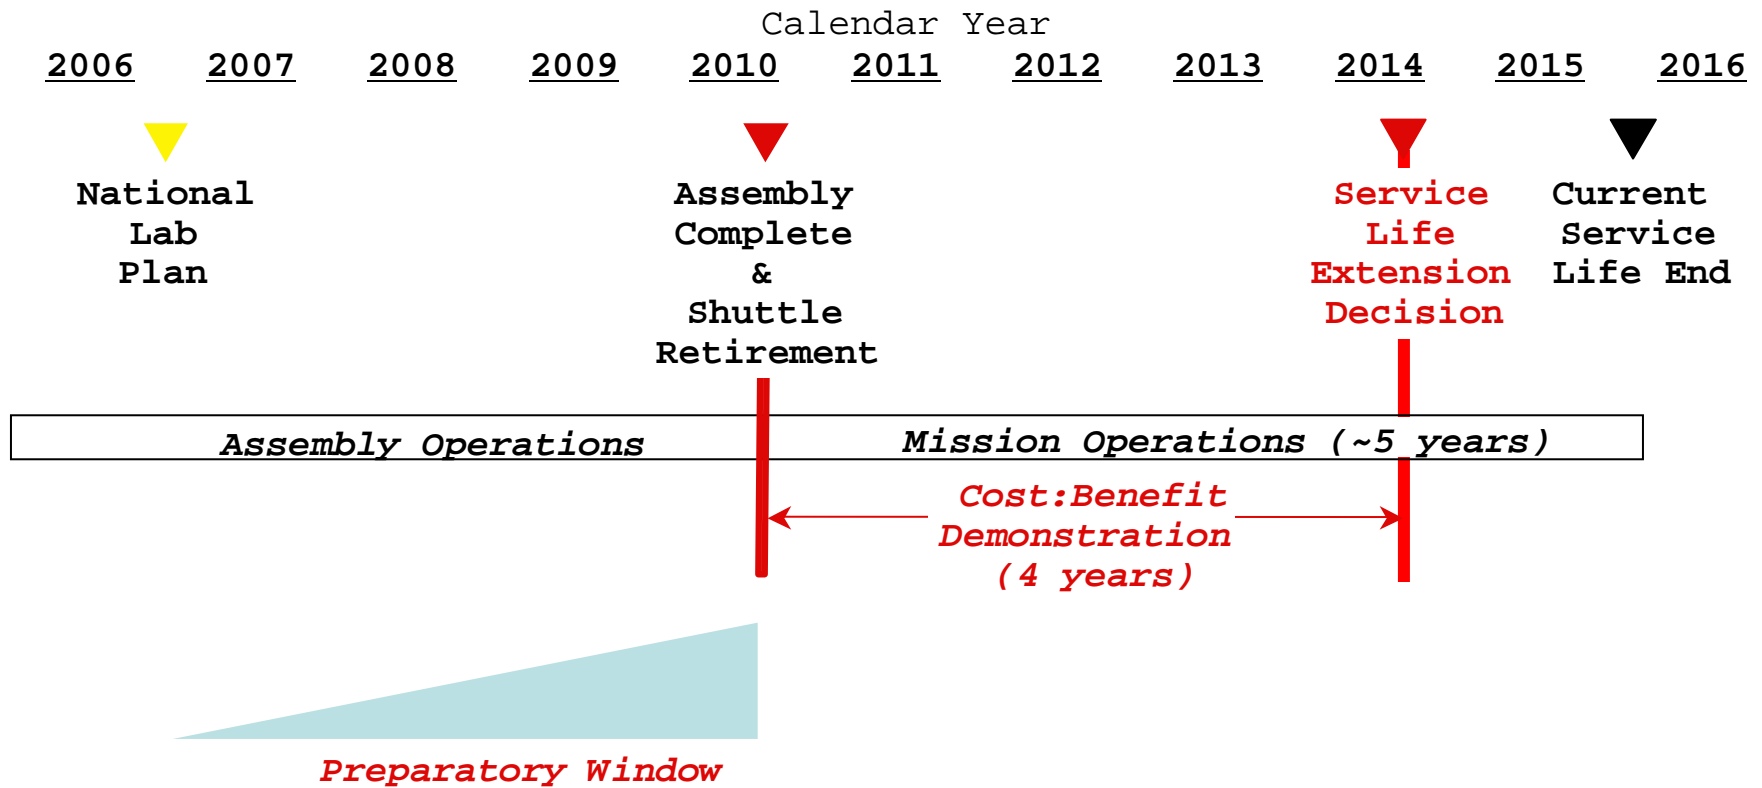 Calendar Year
2006 2007 2008 2009 2010 2011 2012 2013 2014 2015 2016
National
Lab
Plan
Assembly
Complete
&
Shuttle
Retirement
Service
Life
Extension
Decision
Current
Service
Life End
Assembly Operations
Mission Operations (~5 years)
Cost:Benefit
Demonstration
(4 years)
Preparatory Window